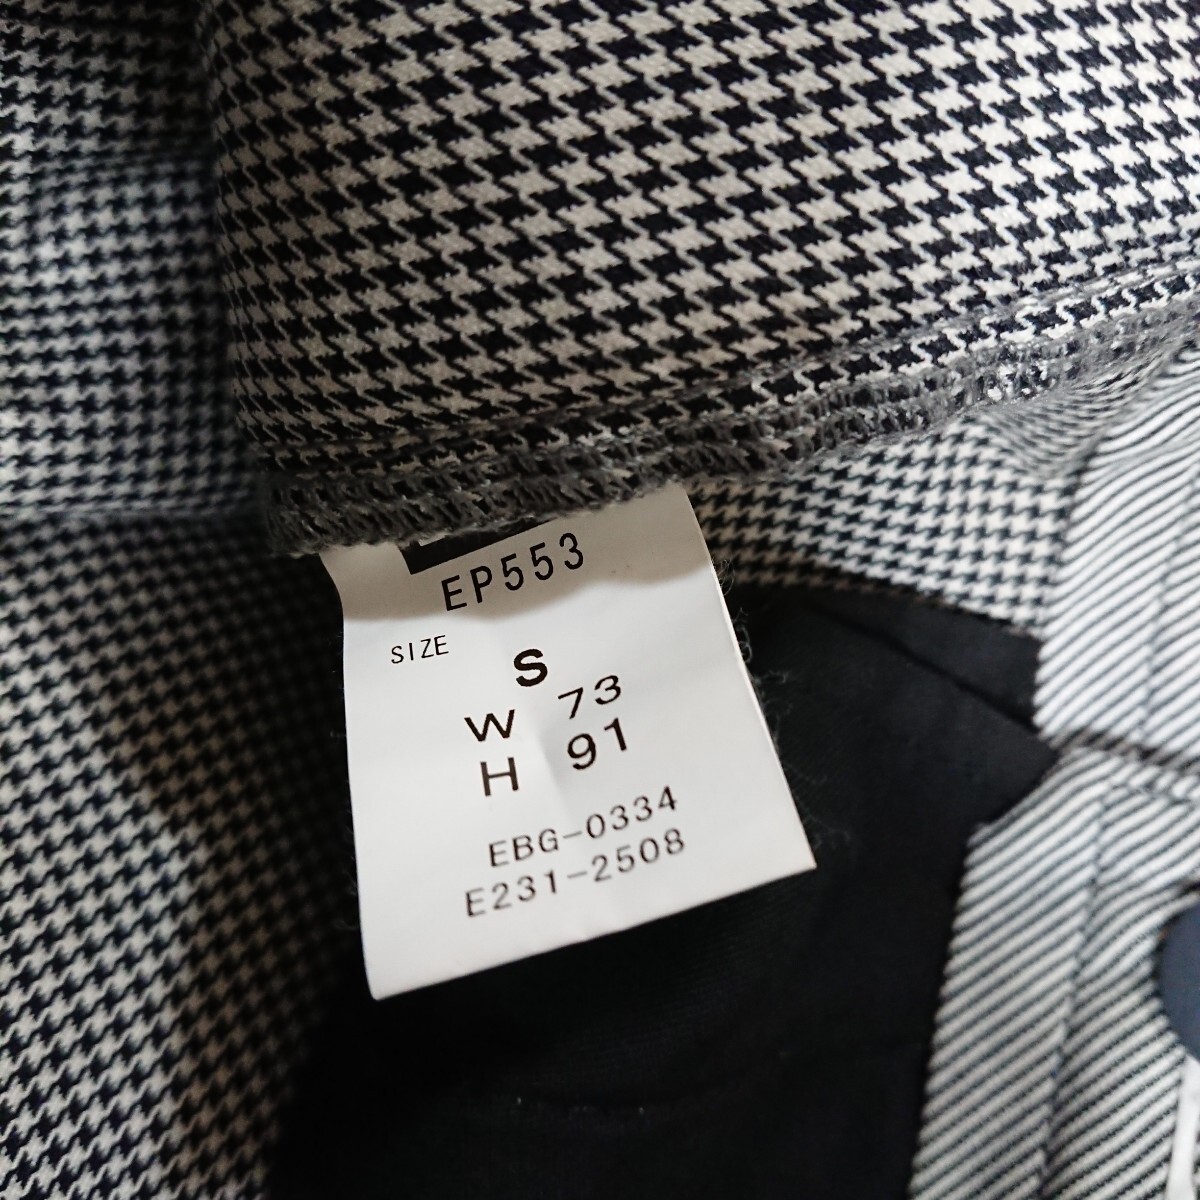 EP553
SIZE
S
W 73
H 91
EBG-0334
E231-2508